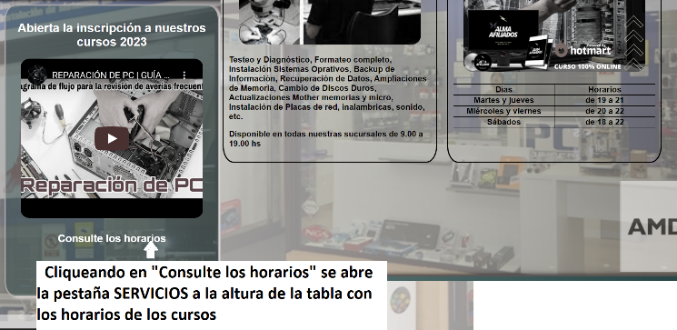 Abierta la inscripción a nuestros
cursos 2023
REPARACIÓN DE PC | GUÍA ...
grama de flujo para la revisión de averías frecuent
Reparación de PC
Consulte los horarios
Testeo y Diagnóstico, Formateo completo,
Instalación Sistemas Oprativos, Backup de
Información, Recuperación de Datos, Ampliaciones
de Memoria, Cambio de Discos Duros,
Actualizaciones Mother memorias y micro,
Instalación de Placas de red, inalambricas, sonido,
etc.
Disponible en todas nuestras sucursales de 9.00 a
19.00 hs
ALMA
AFILIADOS
hotmart
CURSO 100% ONLINE
Dias Horarios
Martes y jueves de 19 a 21
Miércoles y viernes de 20 a 22
Sábados de 18 a 22
AMD
Cliqueando en "Consulte los horarios" se abre
la pestaña SERVICIOS a la altura de la tabla con
los horarios de los cursos